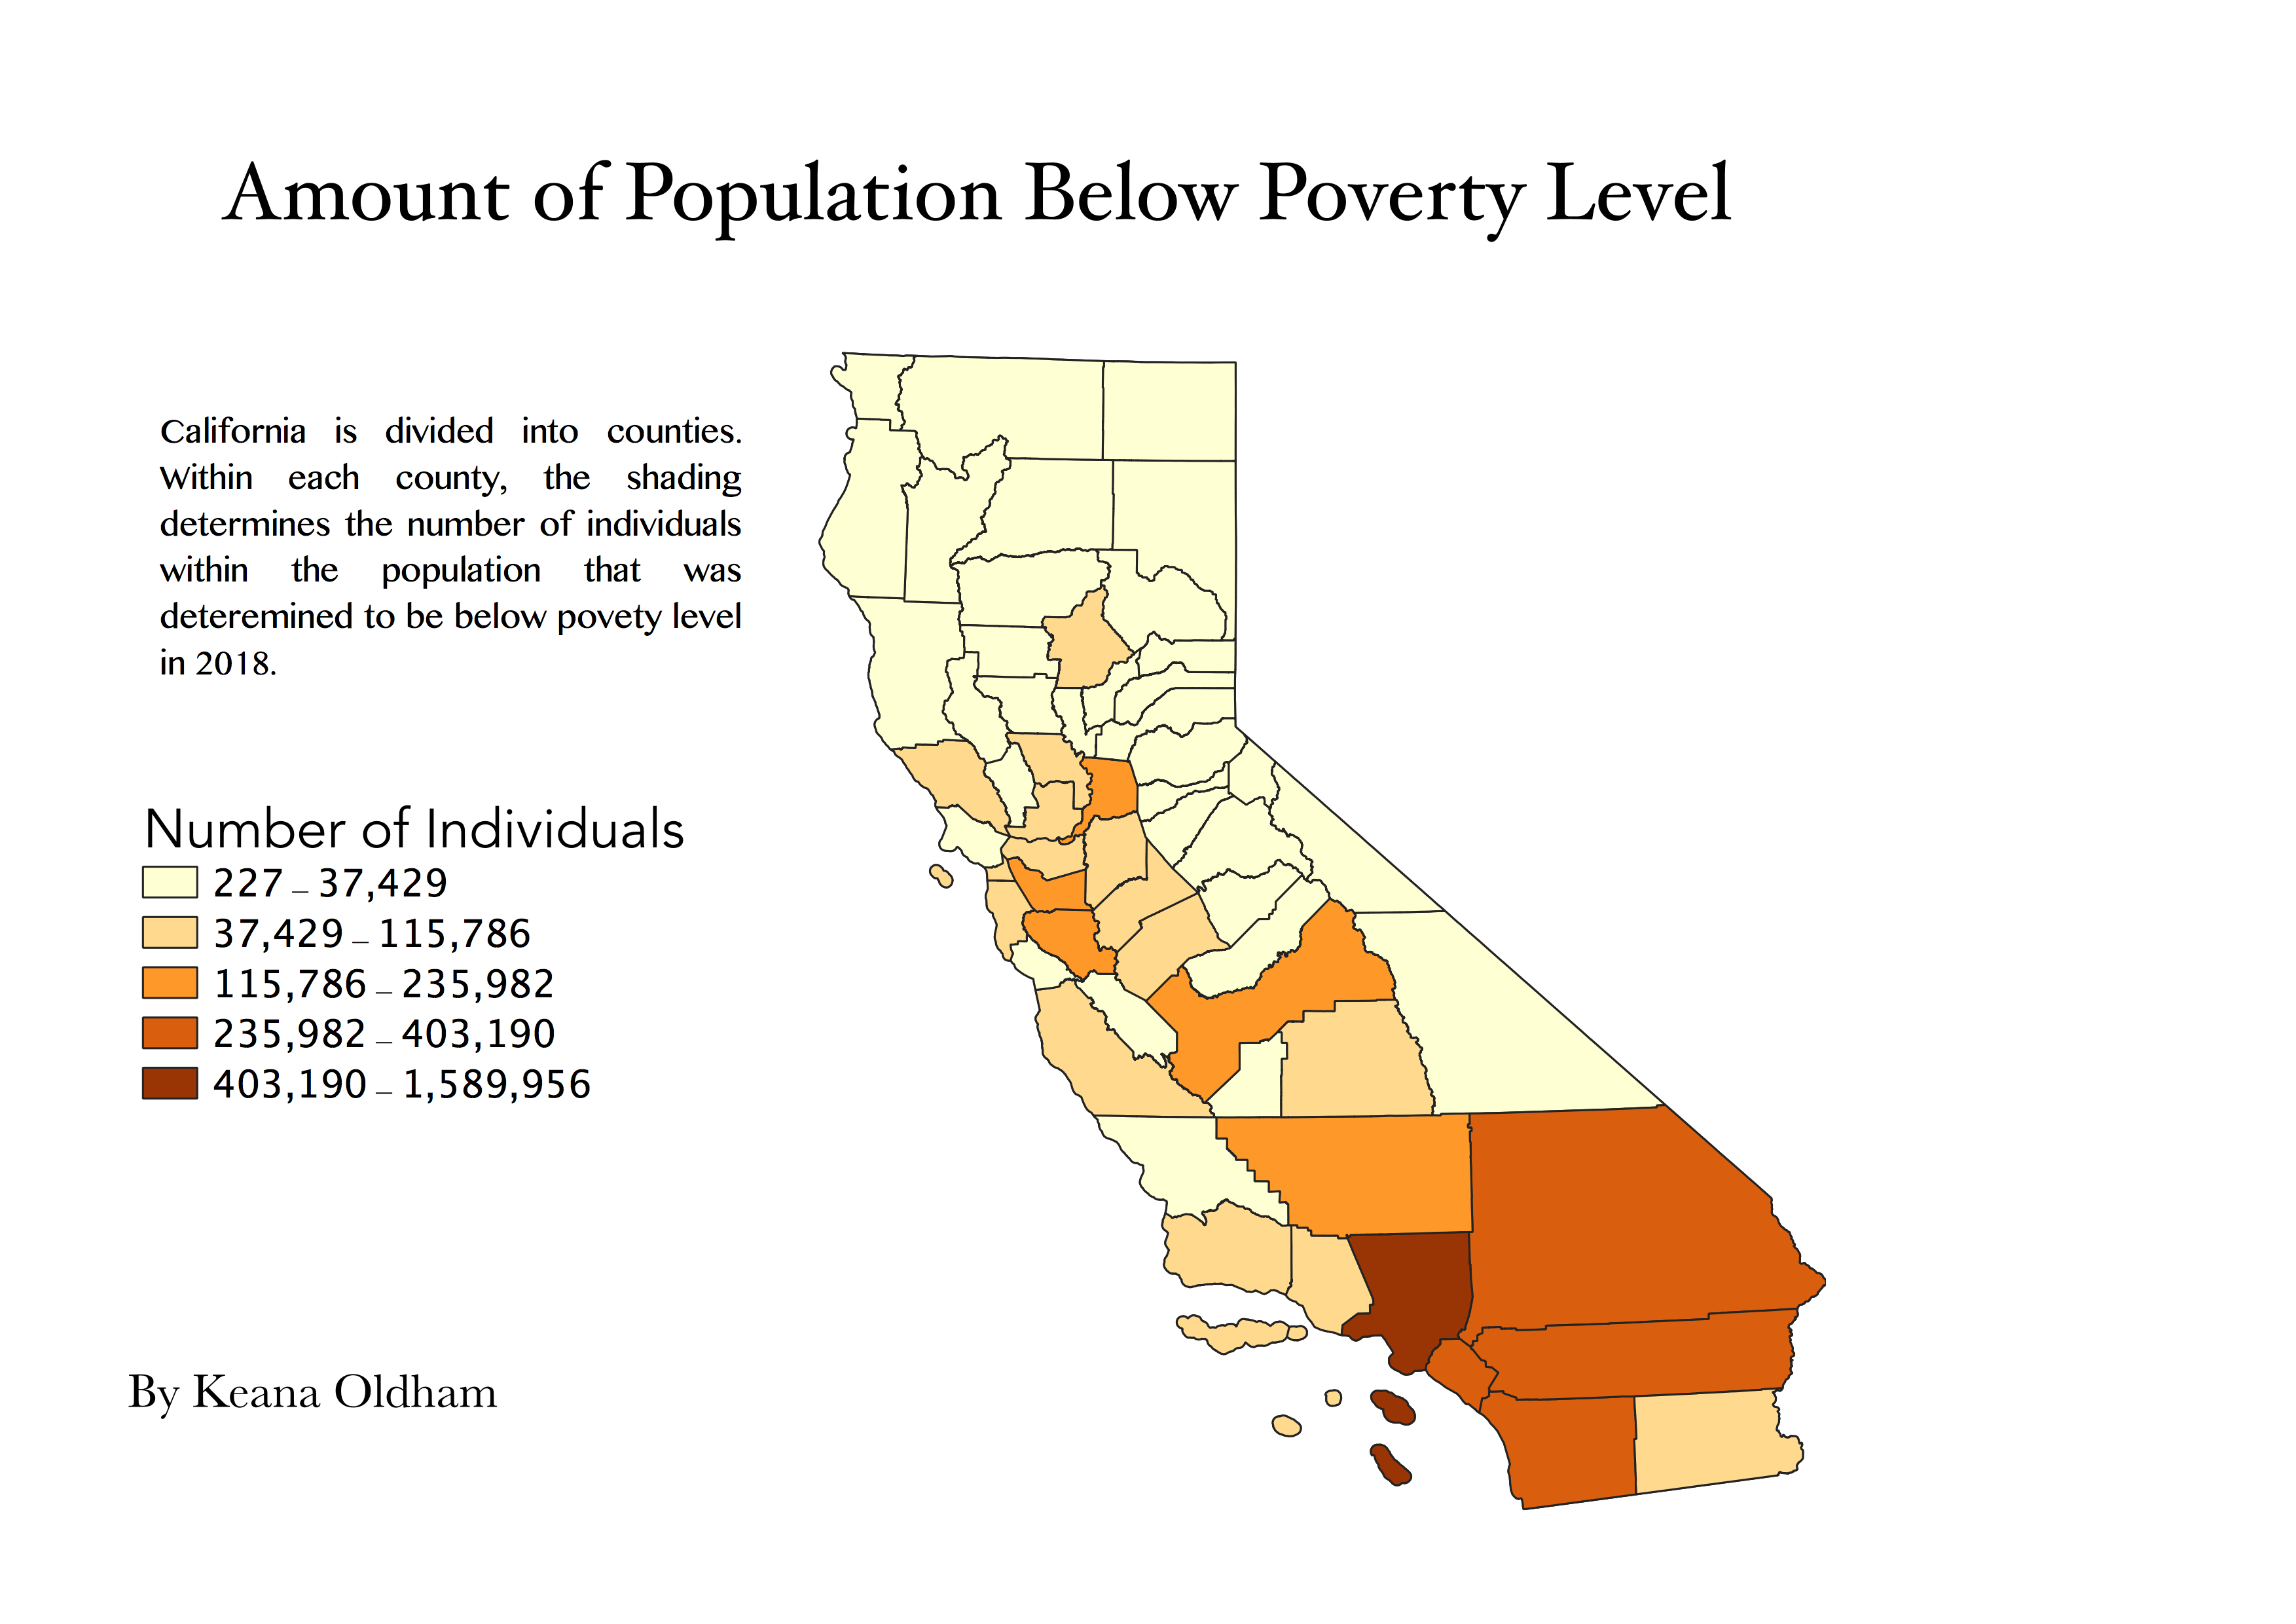 Amount of Population Below Poverty Level
California is divided into counties.
Within each county, the shading
determines the number of individuals
within the population that was
deteremined to be below povety level
in 2018.
Number of Individuals
227 – 37,429
37,429 – 115,786
115,786 – 235,982
235,982 – 403,190
403,190 – 1,589,956
By Keana Oldham